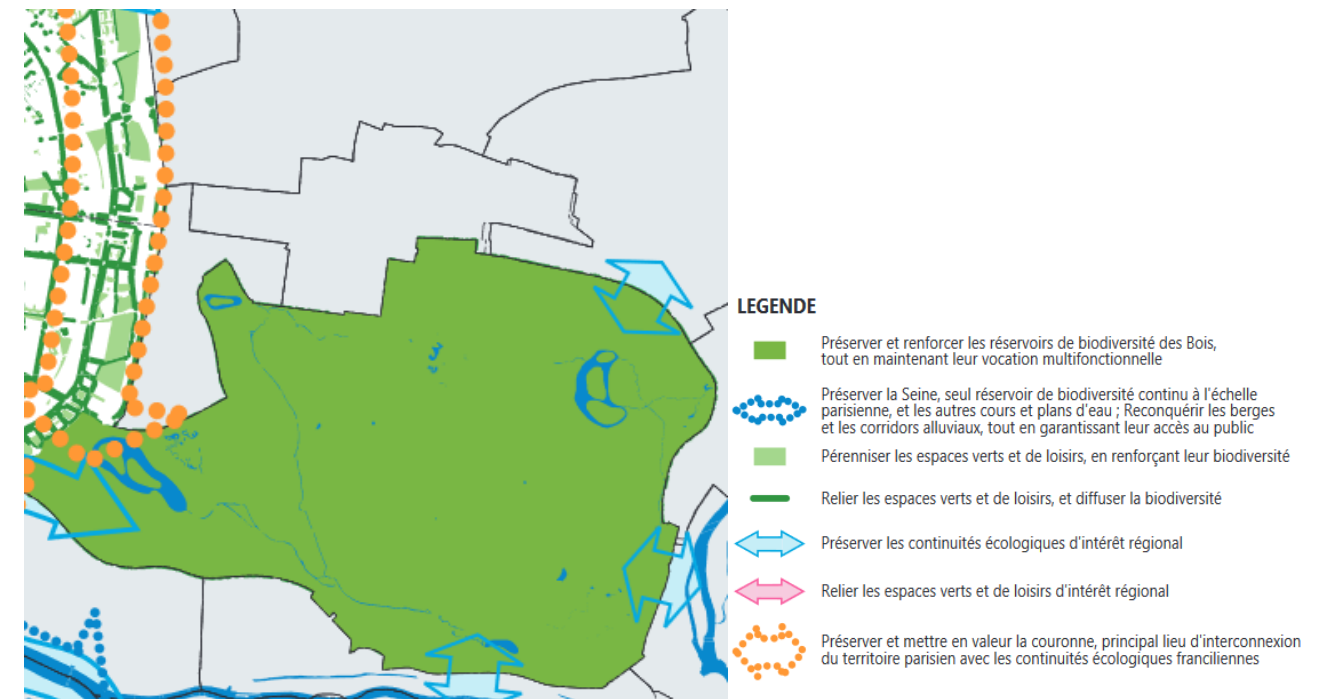 LEGENDE
Préserver et renforcer les réservoirs de biodiversité des Bois,
tout en maintenant leur vocation multifonctionnelle
Préserver la Seine, seul réservoir de biodiversité continu à l'échelle
parisienne, et les autres cours et plans d'eau ; Reconquérir les berges
et les corridors alluviaux, tout en garantissant leur accès au public
Pérenniser les espaces verts et de loisirs, en renforçant leur biodiversité
Relier les espaces verts et de loisirs, et diffuser la biodiversité
Préserver les continuités écologiques d'intérêt régional
Relier les espaces verts et de loisirs d'intérêt régional
Préserver et mettre en valeur la couronne, principal lieu d'interconnexion
du territoire parisien avec les continuités écologiques franciliennes